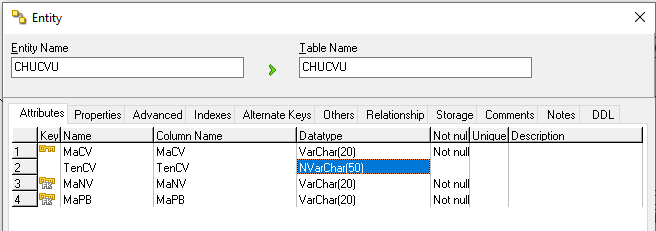 Entity
Entity Name
Table Name
CHUCVU
CHUCVU
Attributes Properties Advanced Indexes Alternate Keys Others Relationship Storage Comments Notes DDL
Key Name Column Name Datatype Not nul Unique Description
1 MaCV MaCV VarChar(20) Not null
2 TenCV TenCV NVarChar(50)
3 MaNV MaNV VarChar(20) Not null
4 MaPB MaPB VarChar(20) Not null